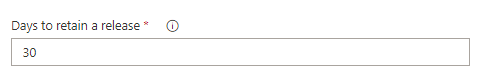 Days to retain a release *
30